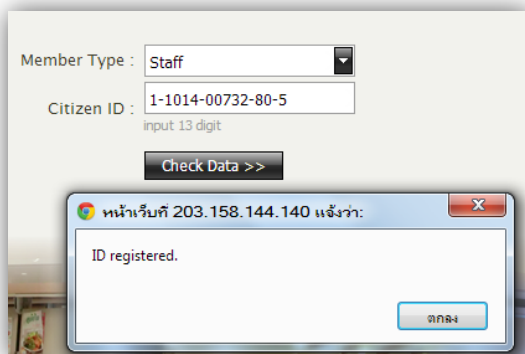 Member Type : Staff
Citizen ID : 1-1014-00732-80-5
input 13 digit
Check Data >>
หน้าเว็บที่ 203.158.144.140 แจ้งว่า:
ID registered.
ตกลง